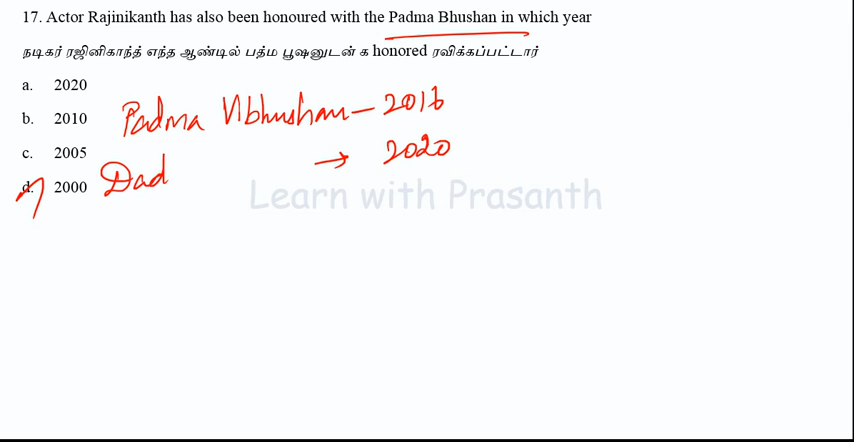 17. Actor Rajinikanth has also been honoured with the Padma Bhushan in which year
நடிகர் ரஜினிகாந்த் எந்த ஆண்டில் பத்ம பூஷனுடன் க honored ரவிக்கப்பட்டார்
a. 2020
b. 2010
Padma Vibhushan - 2016
c. 2005
→ 2020
d. 2000
Dad
Learn with Prasanth